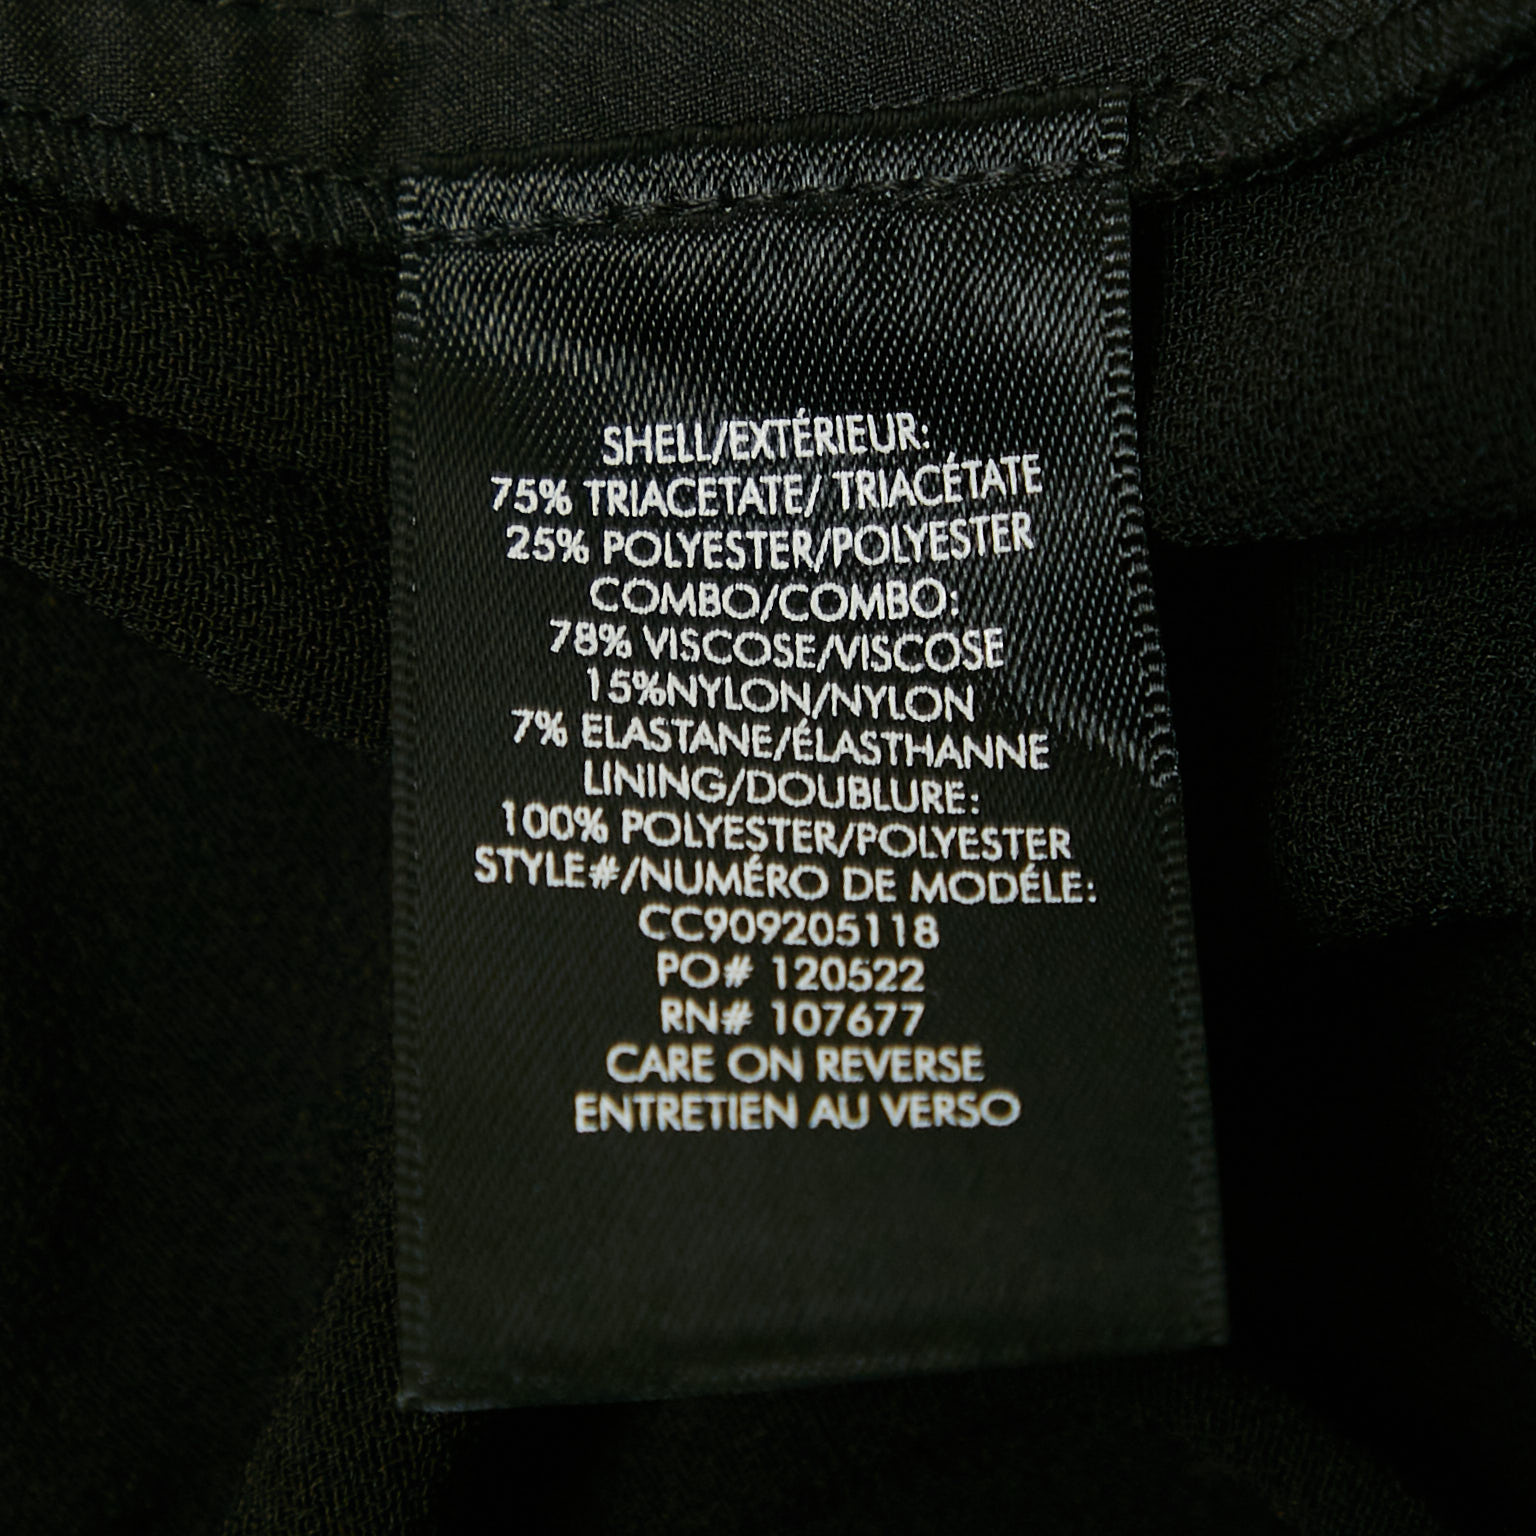 SHELL/EXTÉRIEUR:
75% TRIACETATE/ TRIACÉTATE
25% POLYESTER/POLYESTER
COMBO/COMBO:
78% VISCOSE/VISCOSE
15%NYLON/NYLON
7% ELASTANE/ÉLASTHANNE
LINING/DOUBLURE:
100% POLYESTER/POLYESTER
STYLE#/NUMÉRO DE MODÉLE:
CC909205118
PO# 120522
RN# 107677
CARE ON REVERSE
ENTRETIEN AU VERSO